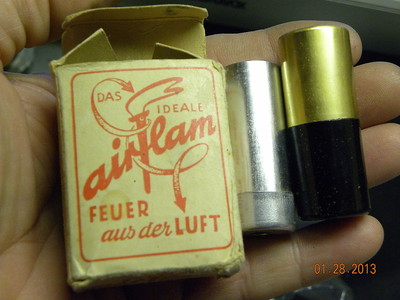 DAS
IDEALE
airflam
FEUER
aus der LUFT
01.28.2013